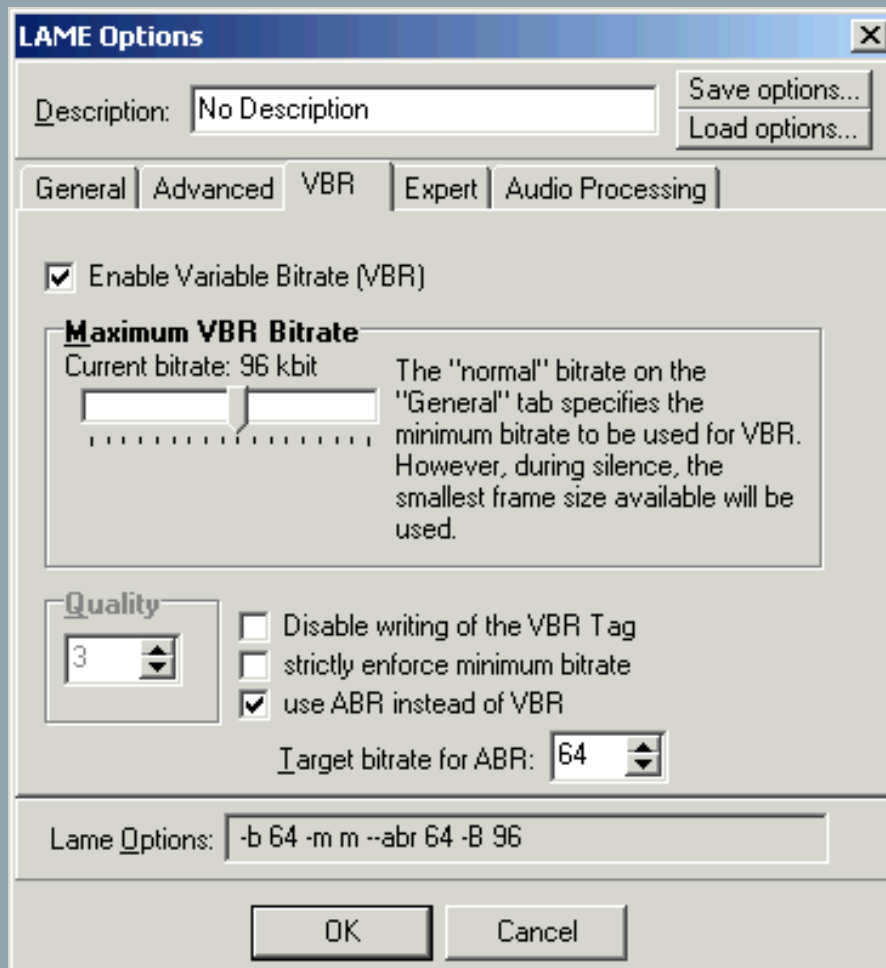 LAME Options
Description: No Description
Save options...
Load options...
General Advanced VBR Expert Audio Processing
Enable Variable Bitrate (VBR)
Maximum VBR Bitrate
Current bitrate: 96 kbit
The "normal" bitrate on the
"General" tab specifies the
minimum bitrate to be used for VBR.
However, during silence, the
smallest frame size available will be
used.
Quality
3
Disable writing of the VBR Tag
strictly enforce minimum bitrate
use ABR instead of VBR
Target bitrate for ABR: 64
Lame Options: -b 64 -m m --abr 64 -B 96
OK Cancel